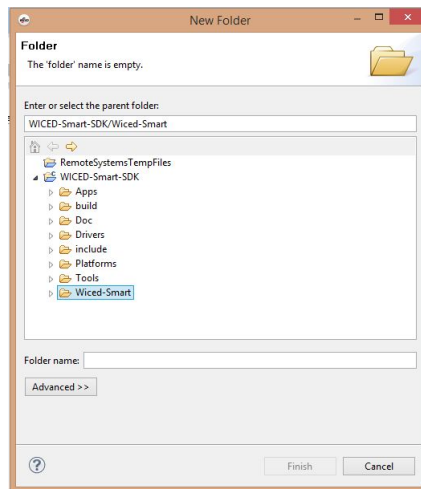 New Folder
Folder
The 'folder' name is empty.
Enter or select the parent folder:
WICED-Smart-SDK/Wiced-Smart
RemoteSystemsTempFiles
WICED-Smart-SDK
Apps
build
Doc
Drivers
include
Platforms
Tools
Wiced-Smart
Folder name:
Advanced >>
Finish
Cancel